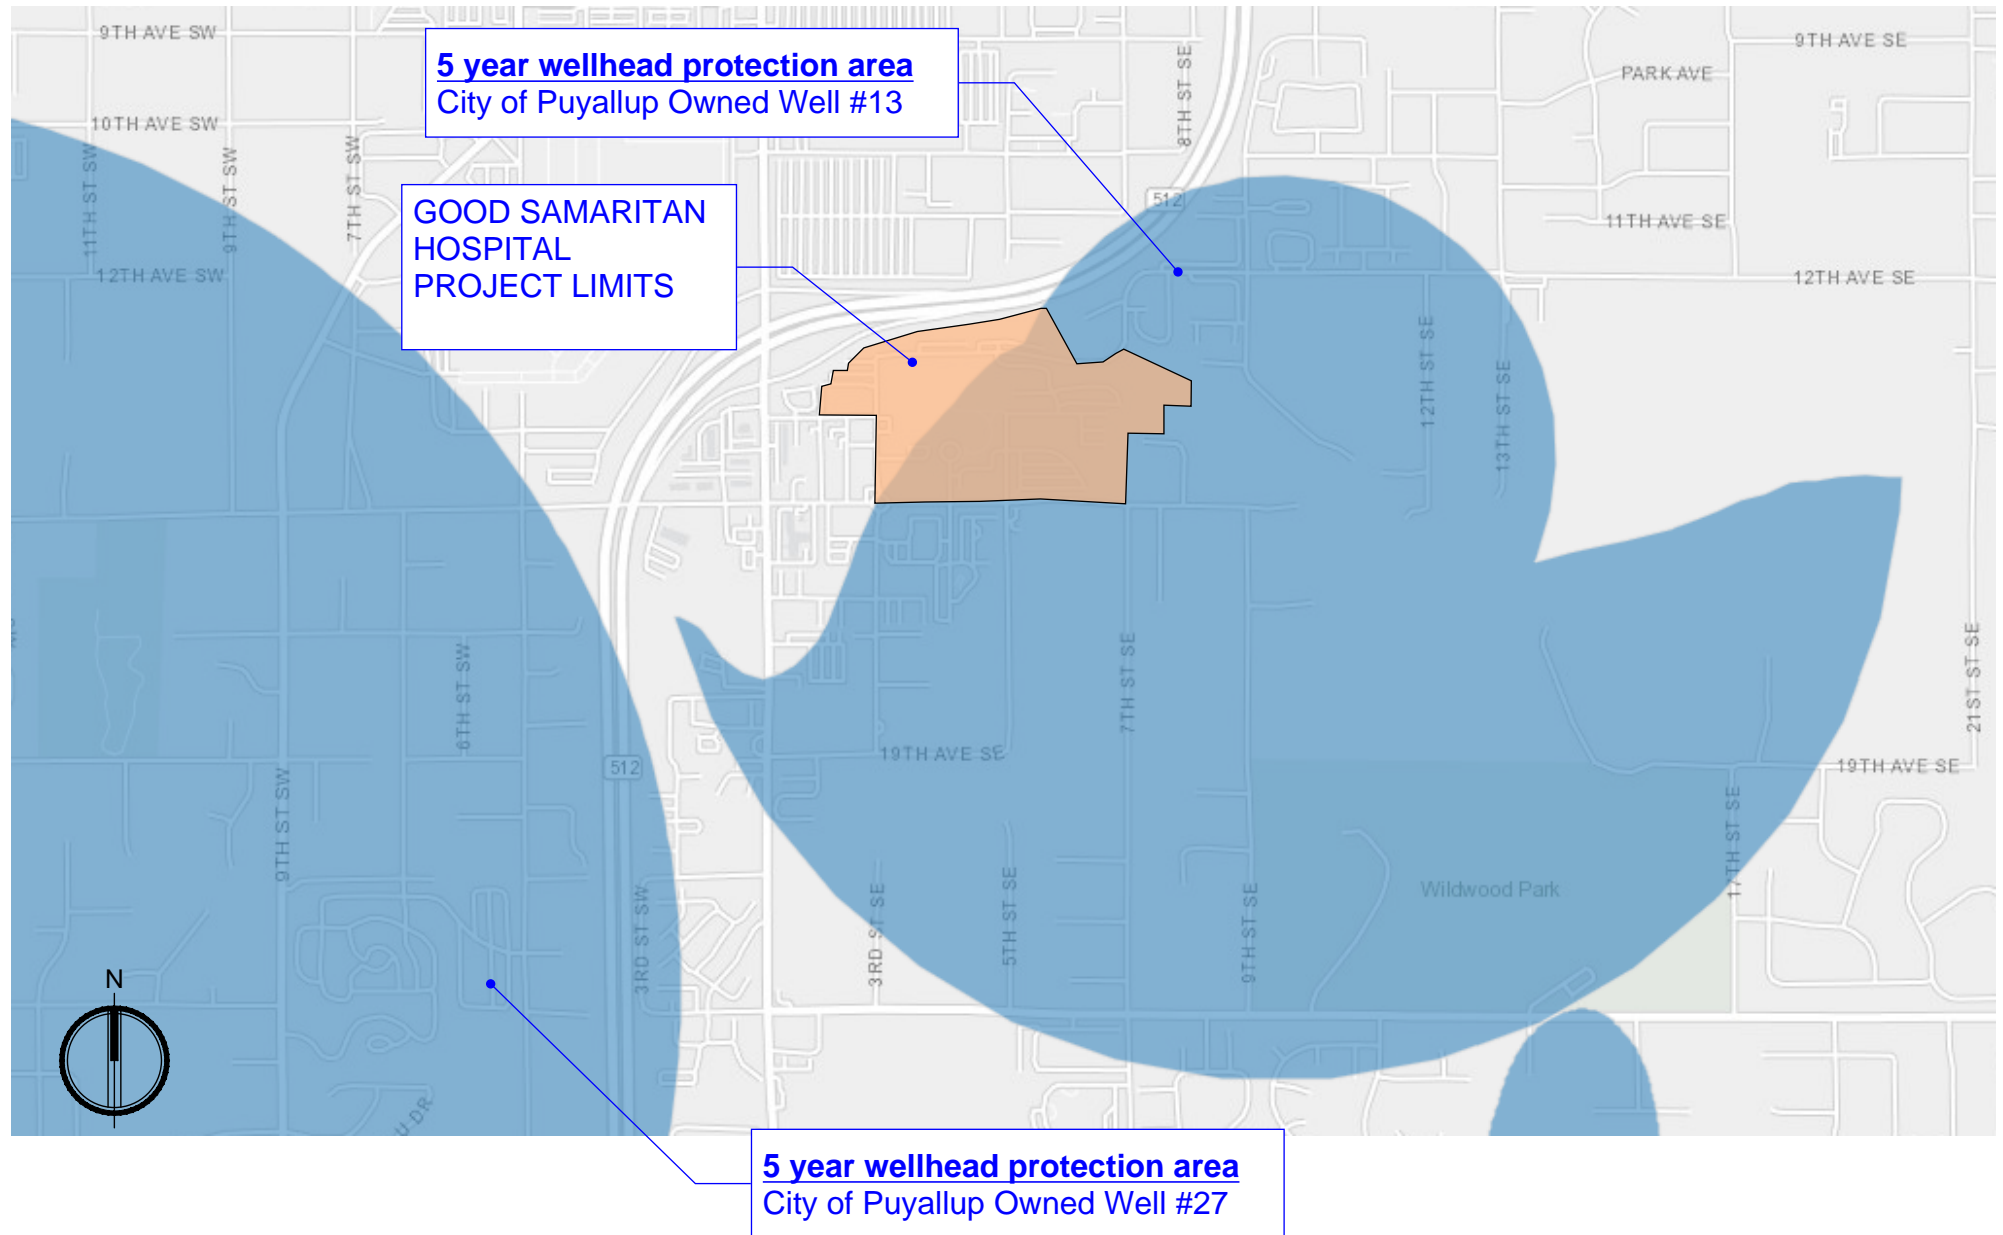 9TH AVE SW
5 year wellhead protection area
City of Puyallup Owned Well #13
8TH ST SE
9TH AVE SE
PARK AVE
10TH AVE SW
11TH ST SW
9TH ST SW
7TH ST SW
512
GOOD SAMARITAN
HOSPITAL
PROJECT LIMITS
11TH AVE SE
12TH AVE SW
12TH AVE SE
12TH ST SE
13TH ST SE
6TH ST SW
7TH ST SE
21ST ST SE
19TH AVE SE
512
19TH AVE SE
9TH ST SW
17TH ST SE
3RD ST SW
3RD ST SE
5TH ST SE
9TH ST SE
Wildwood Park
N
U DR
5 year wellhead protection area
City of Puyallup Owned Well #27